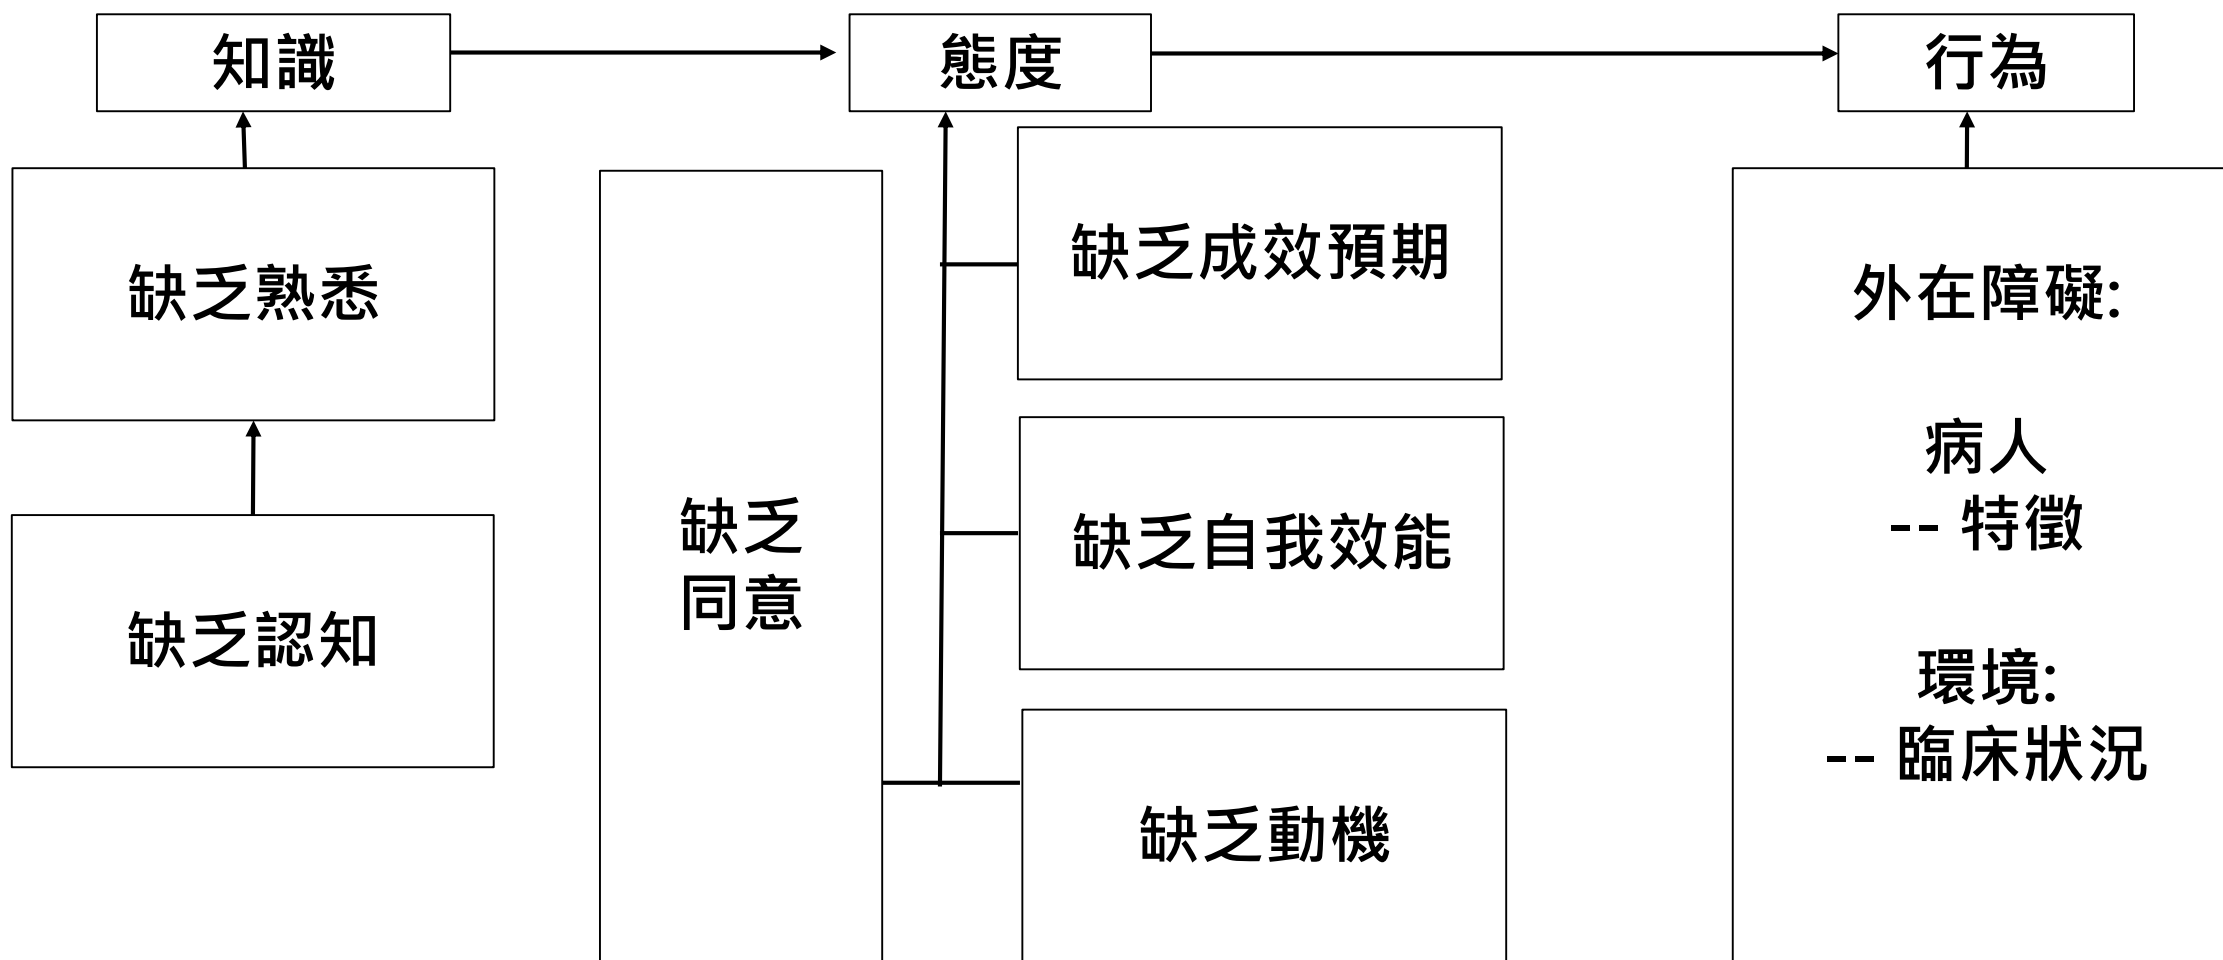 知識
態度
行為
缺乏熟悉
缺乏認知
缺乏
同意
缺乏成效預期
缺乏自我效能
缺乏動機
外在障礙:
病人
-- 特徵
環境:
-- 臨床狀況